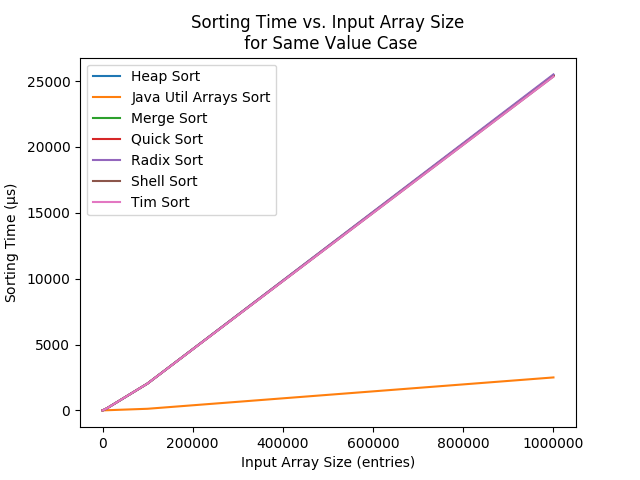 Sorting Time vs. Input Array Size
for Same Value Case
Heap Sort
Java Util Arrays Sort
Merge Sort
Quick Sort
Radix Sort
Shell Sort
Tim Sort
Sorting Time (µs)
25000
20000
15000
10000
5000
0
0 200000 400000 600000 800000 1000000
Input Array Size (entries)